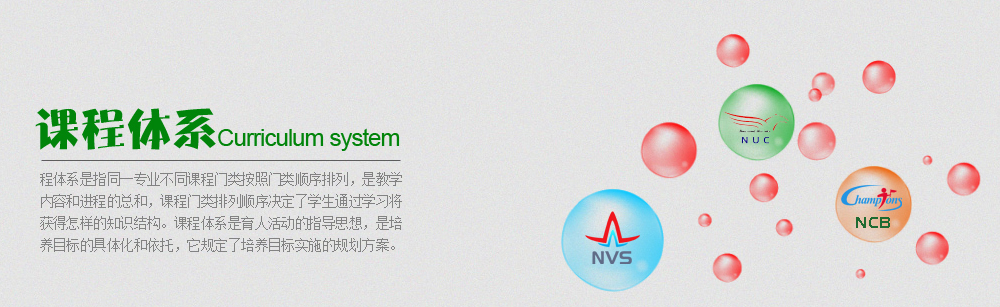 课程体系Curriculum system
程体系是指同一专业不同课程门类按照门类顺序排列，是教学
内容和进程的总和，课程门类排列顺序决定了学生通过学习将
获得怎样的知识结构。课程体系是育人活动的指导思想，是培
养目标的具体化和依托，它规定了培养目标实施的规划方案。
NUC
Champions
NCB
NVS